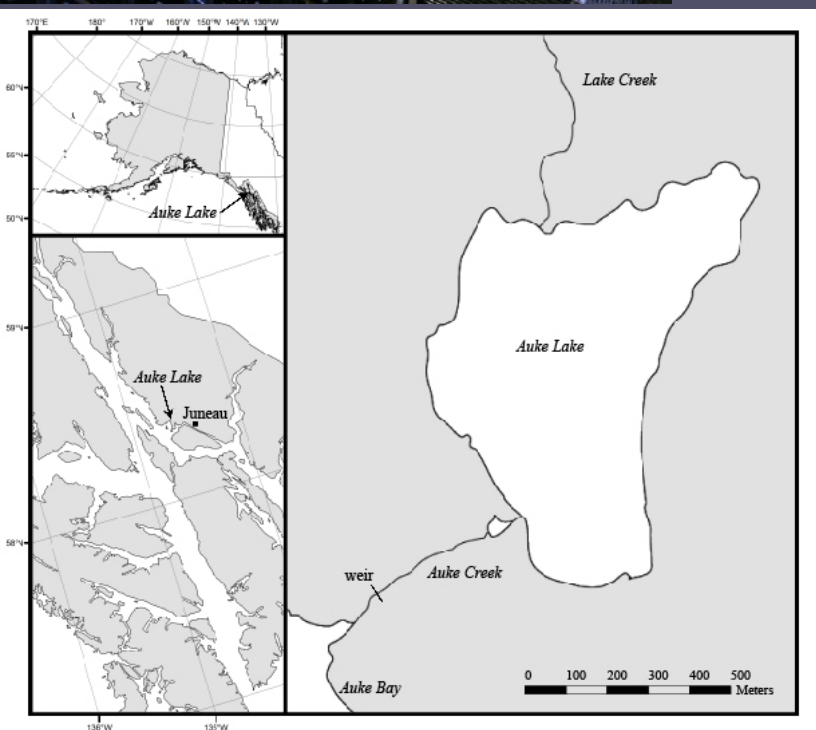 170°E 180° 170°W 160°W 150°W 140°W 130°W
60°N
55°N
50°N
Auke Lake
59°N
58°N
Auke Lake
Juneau
136°W 135°W
Lake Creek
Auke Lake
weir
Auke Creek
Auke Bay
0 100 200 300 400 500
Meters